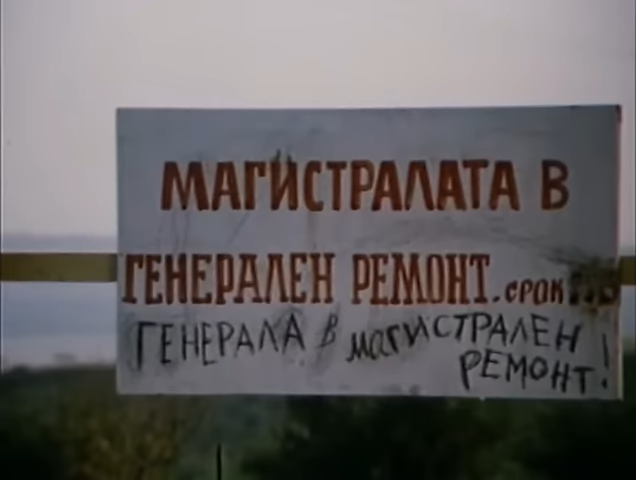 МАГИСТРАЛАТА В
ГЕНЕРАЛЕН РЕМОНТ. СРОК
ГЕНЕРАЛА В МАГИСТРАЛЕН
РЕМОНТ!